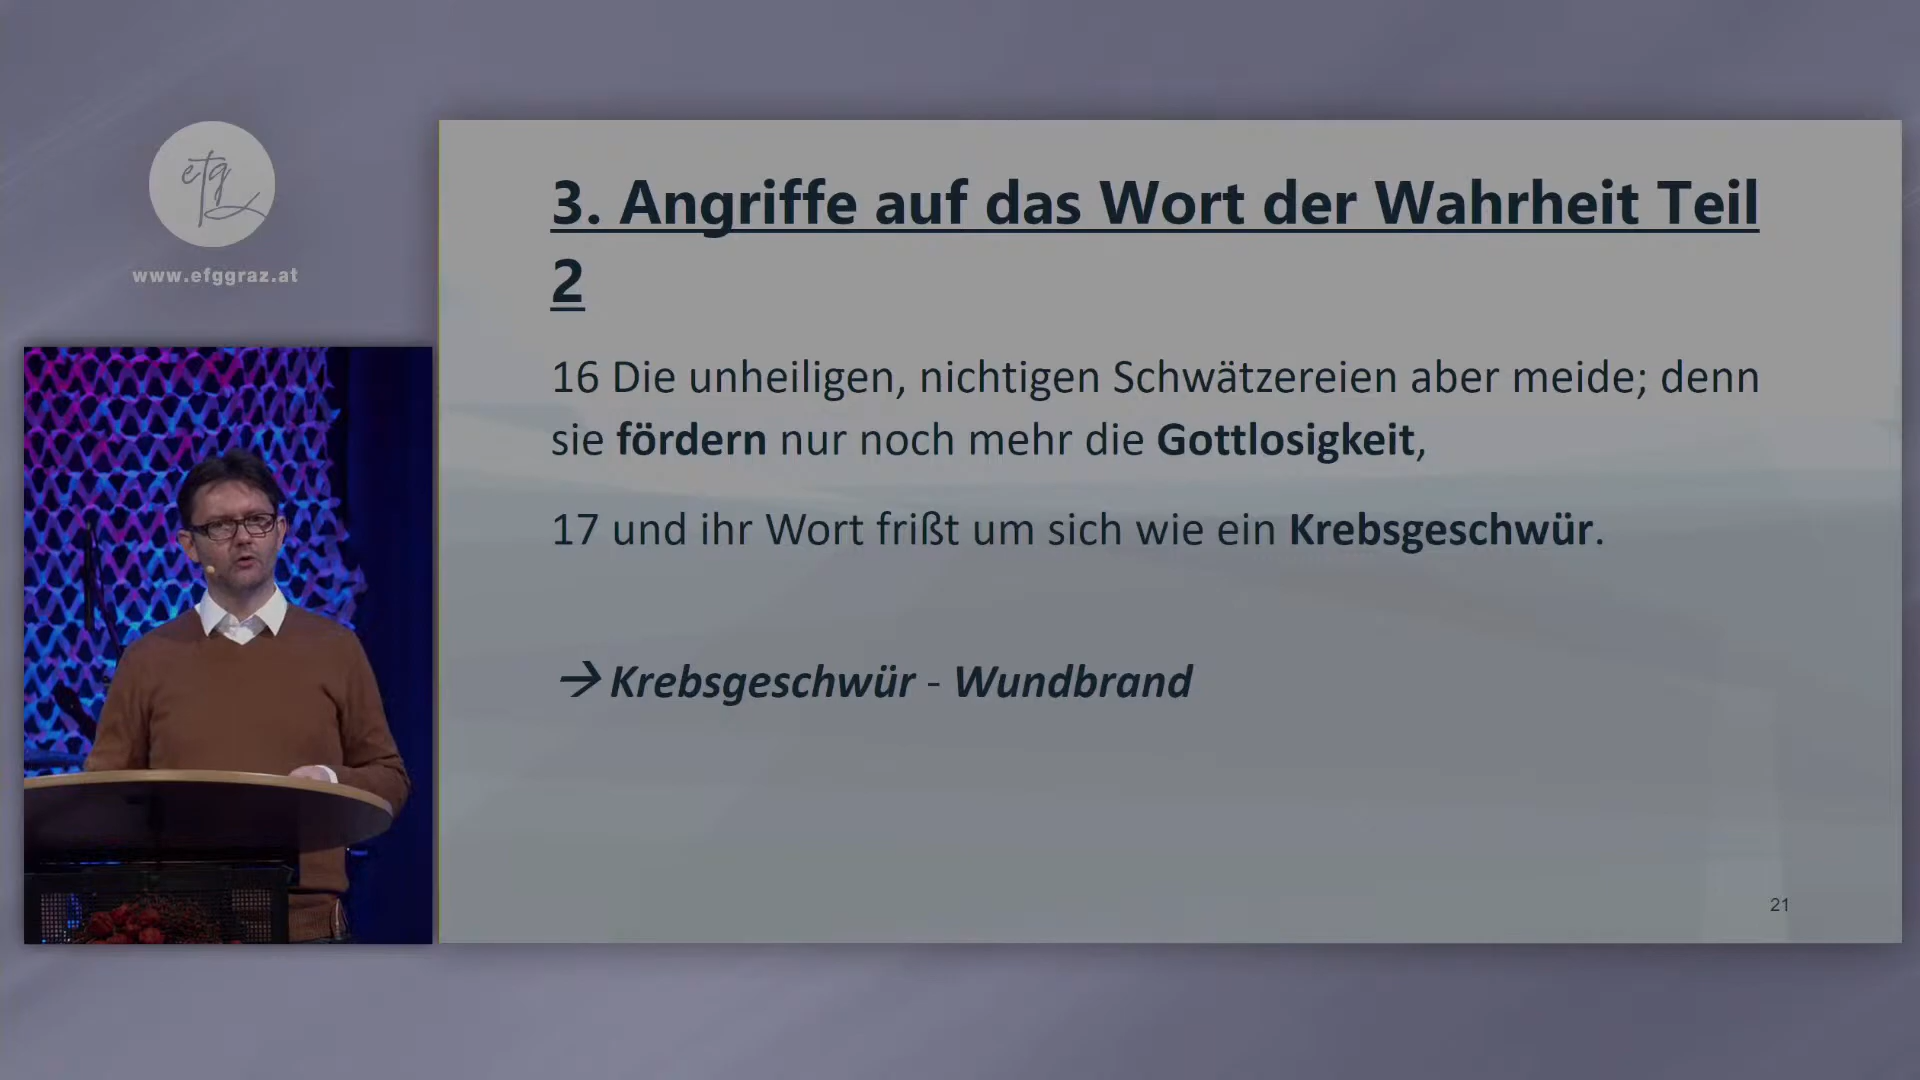 efg
www.efggraz.at
3. Angriffe auf das Wort der Wahrheit Teil
2
16 Die unheiligen, nichtigen Schwätzereien aber meide; denn
sie fördern nur noch mehr die Gottlosigkeit,
17 und ihr Wort frißt um sich wie ein Krebsgeschwür.
→ Krebsgeschwür - Wundbrand
21